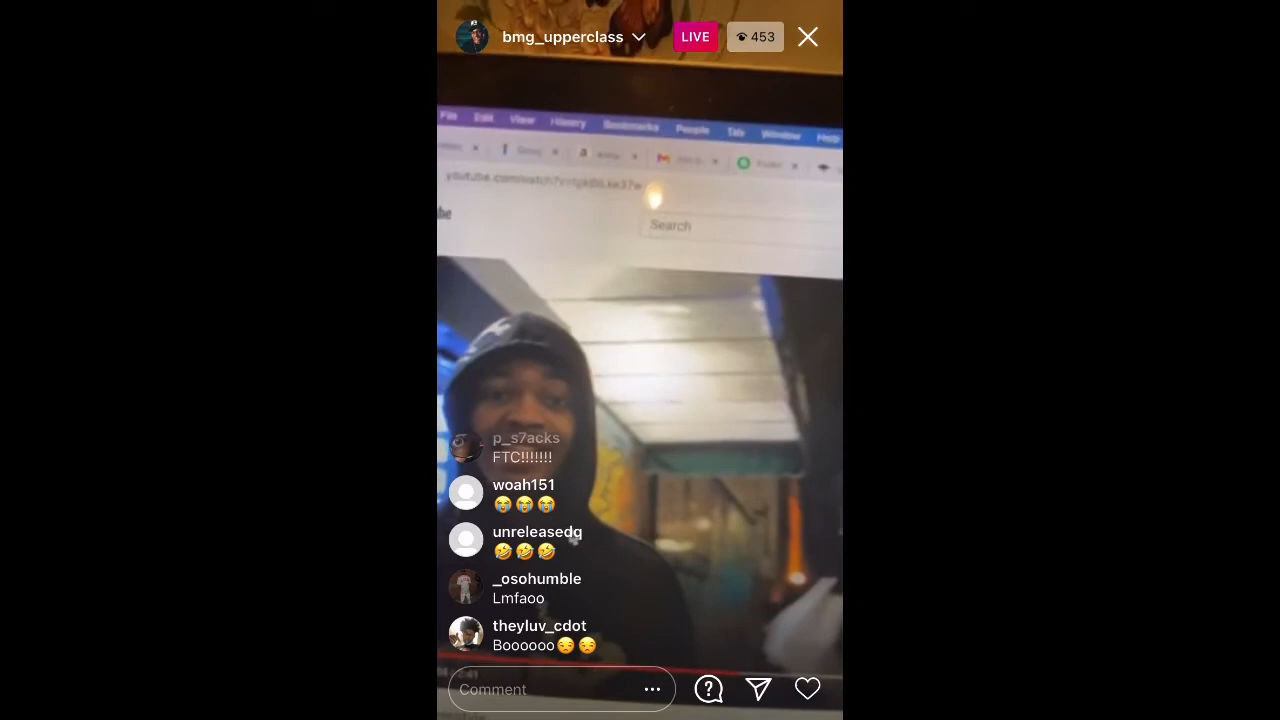 bmg_upperclass
LIVE
453
File Edit View History Bookmarks People Tab Window Help
Search
p_s7acks
FTC!!!!!!!
woah151
😭😭😭
unreleasedq
🤣🤣🤣
_osohumble
Lmfaoo
theyluv_cdot
Boooooo😒😒
Comment